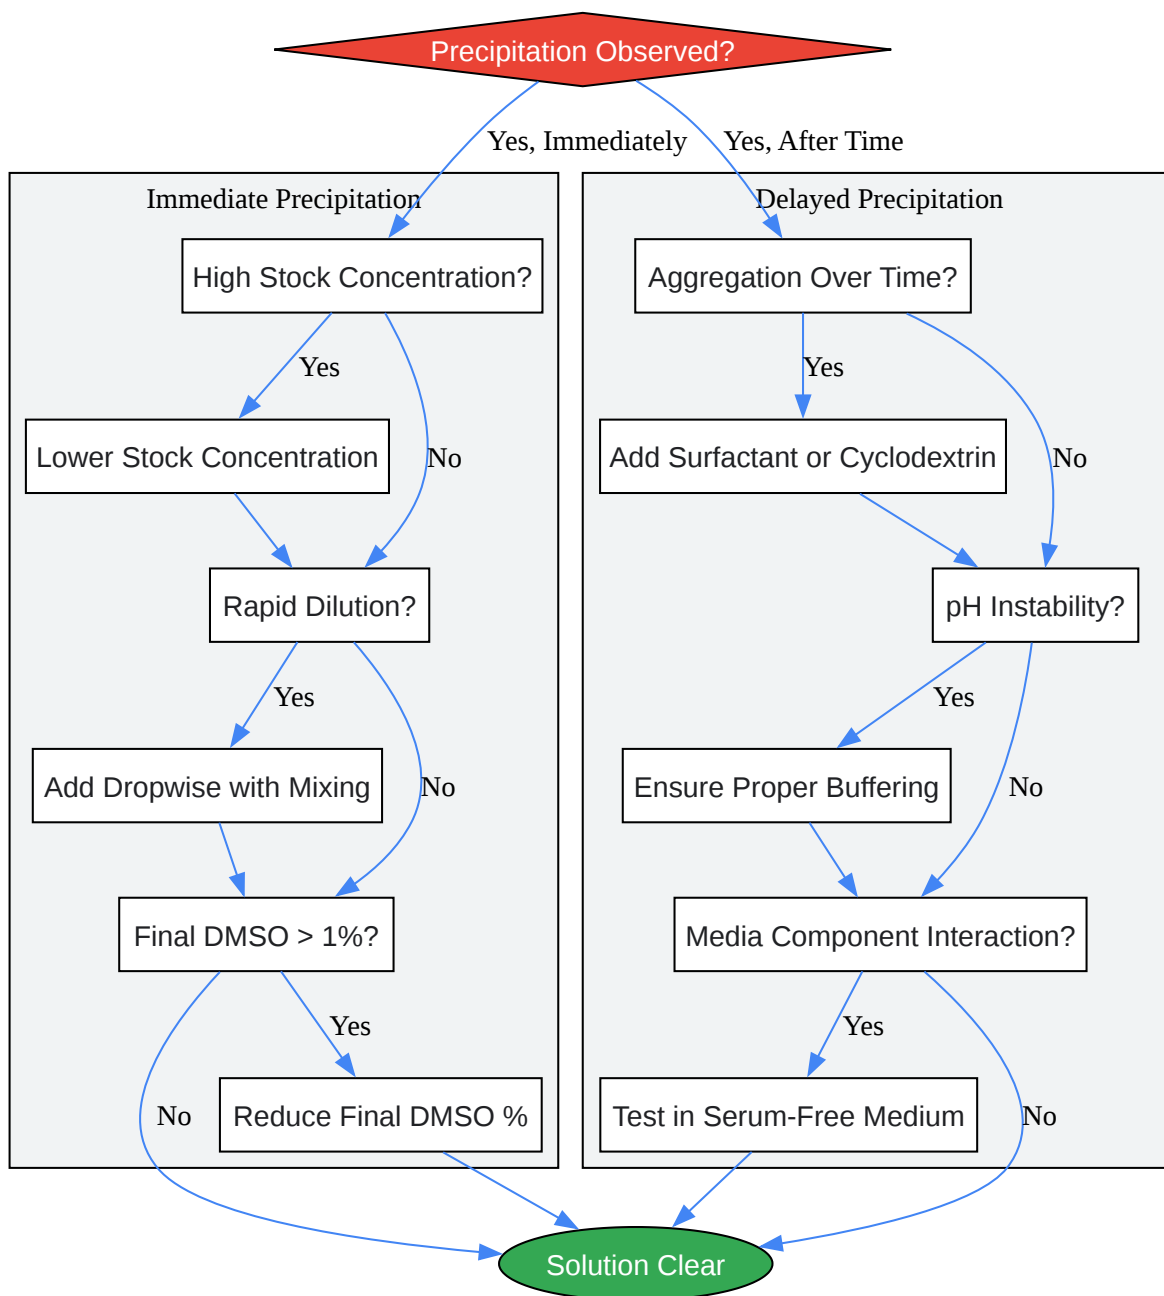 Precipitation Observed?
Yes, Immediately
Yes, After Time
Immediate Precipitation
High Stock Concentration?
Yes
Lower Stock Concentration
No
Rapid Dilution?
Yes
Add Dropwise with Mixing
No
Final DMSO > 1%?
Yes
No
Reduce Final DMSO %
Delayed Precipitation
Aggregation Over Time?
Yes
Add Surfactant or Cyclodextrin
No
pH Instability?
Yes
Ensure Proper Buffering
No
Media Component Interaction?
Yes
Test in Serum-Free Medium
No
Solution Clear